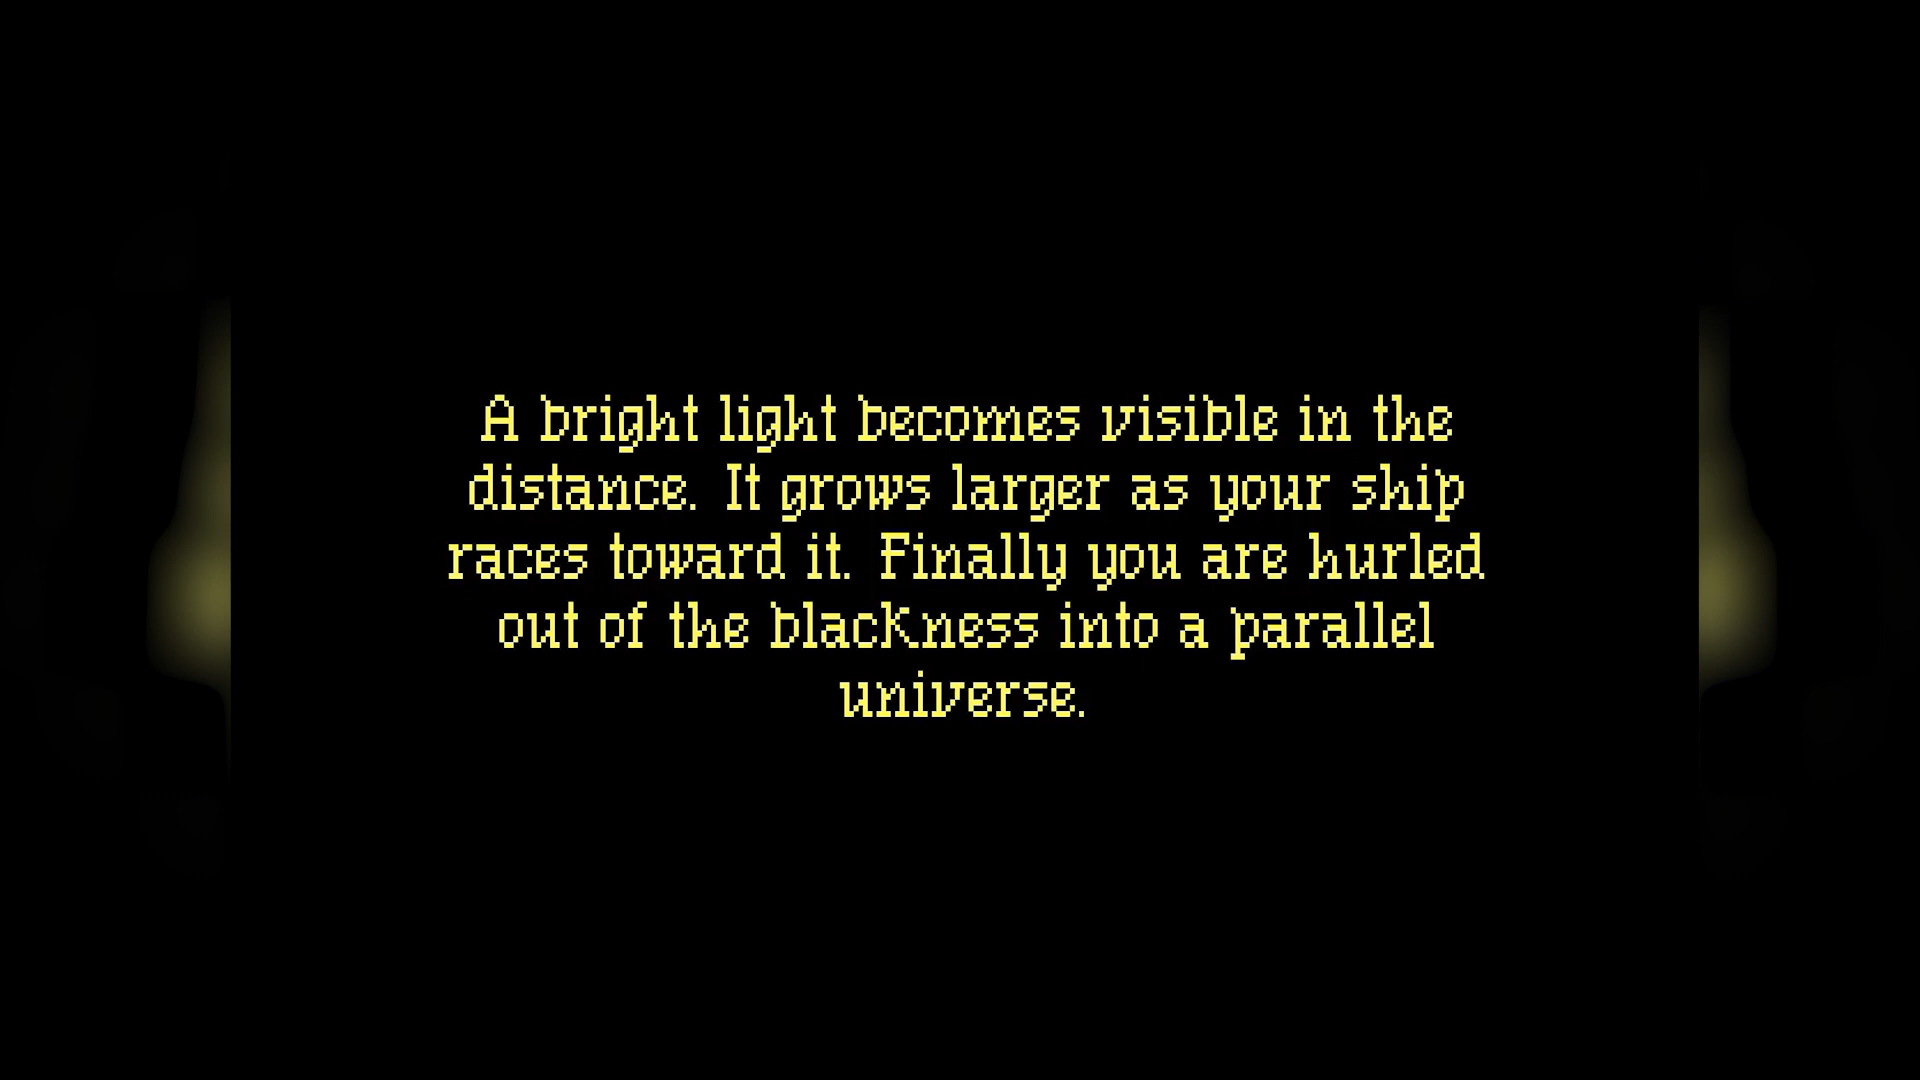 A bright light becomes visible in the
distance. It grows larger as your ship
races toward it. Finally you are hurled
out of the blackness into a parallel
universe.